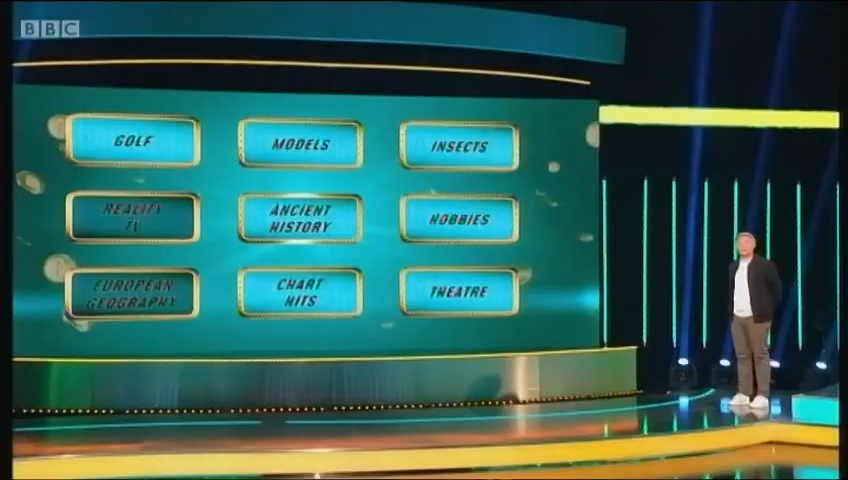 BBC
GOLF
MODELS
INSECTS
REALITY
TV
ANCIENT
HISTORY
HOBBIES
EUROPEAN
GEOGRAPHY
CHART
HITS
THEATRE